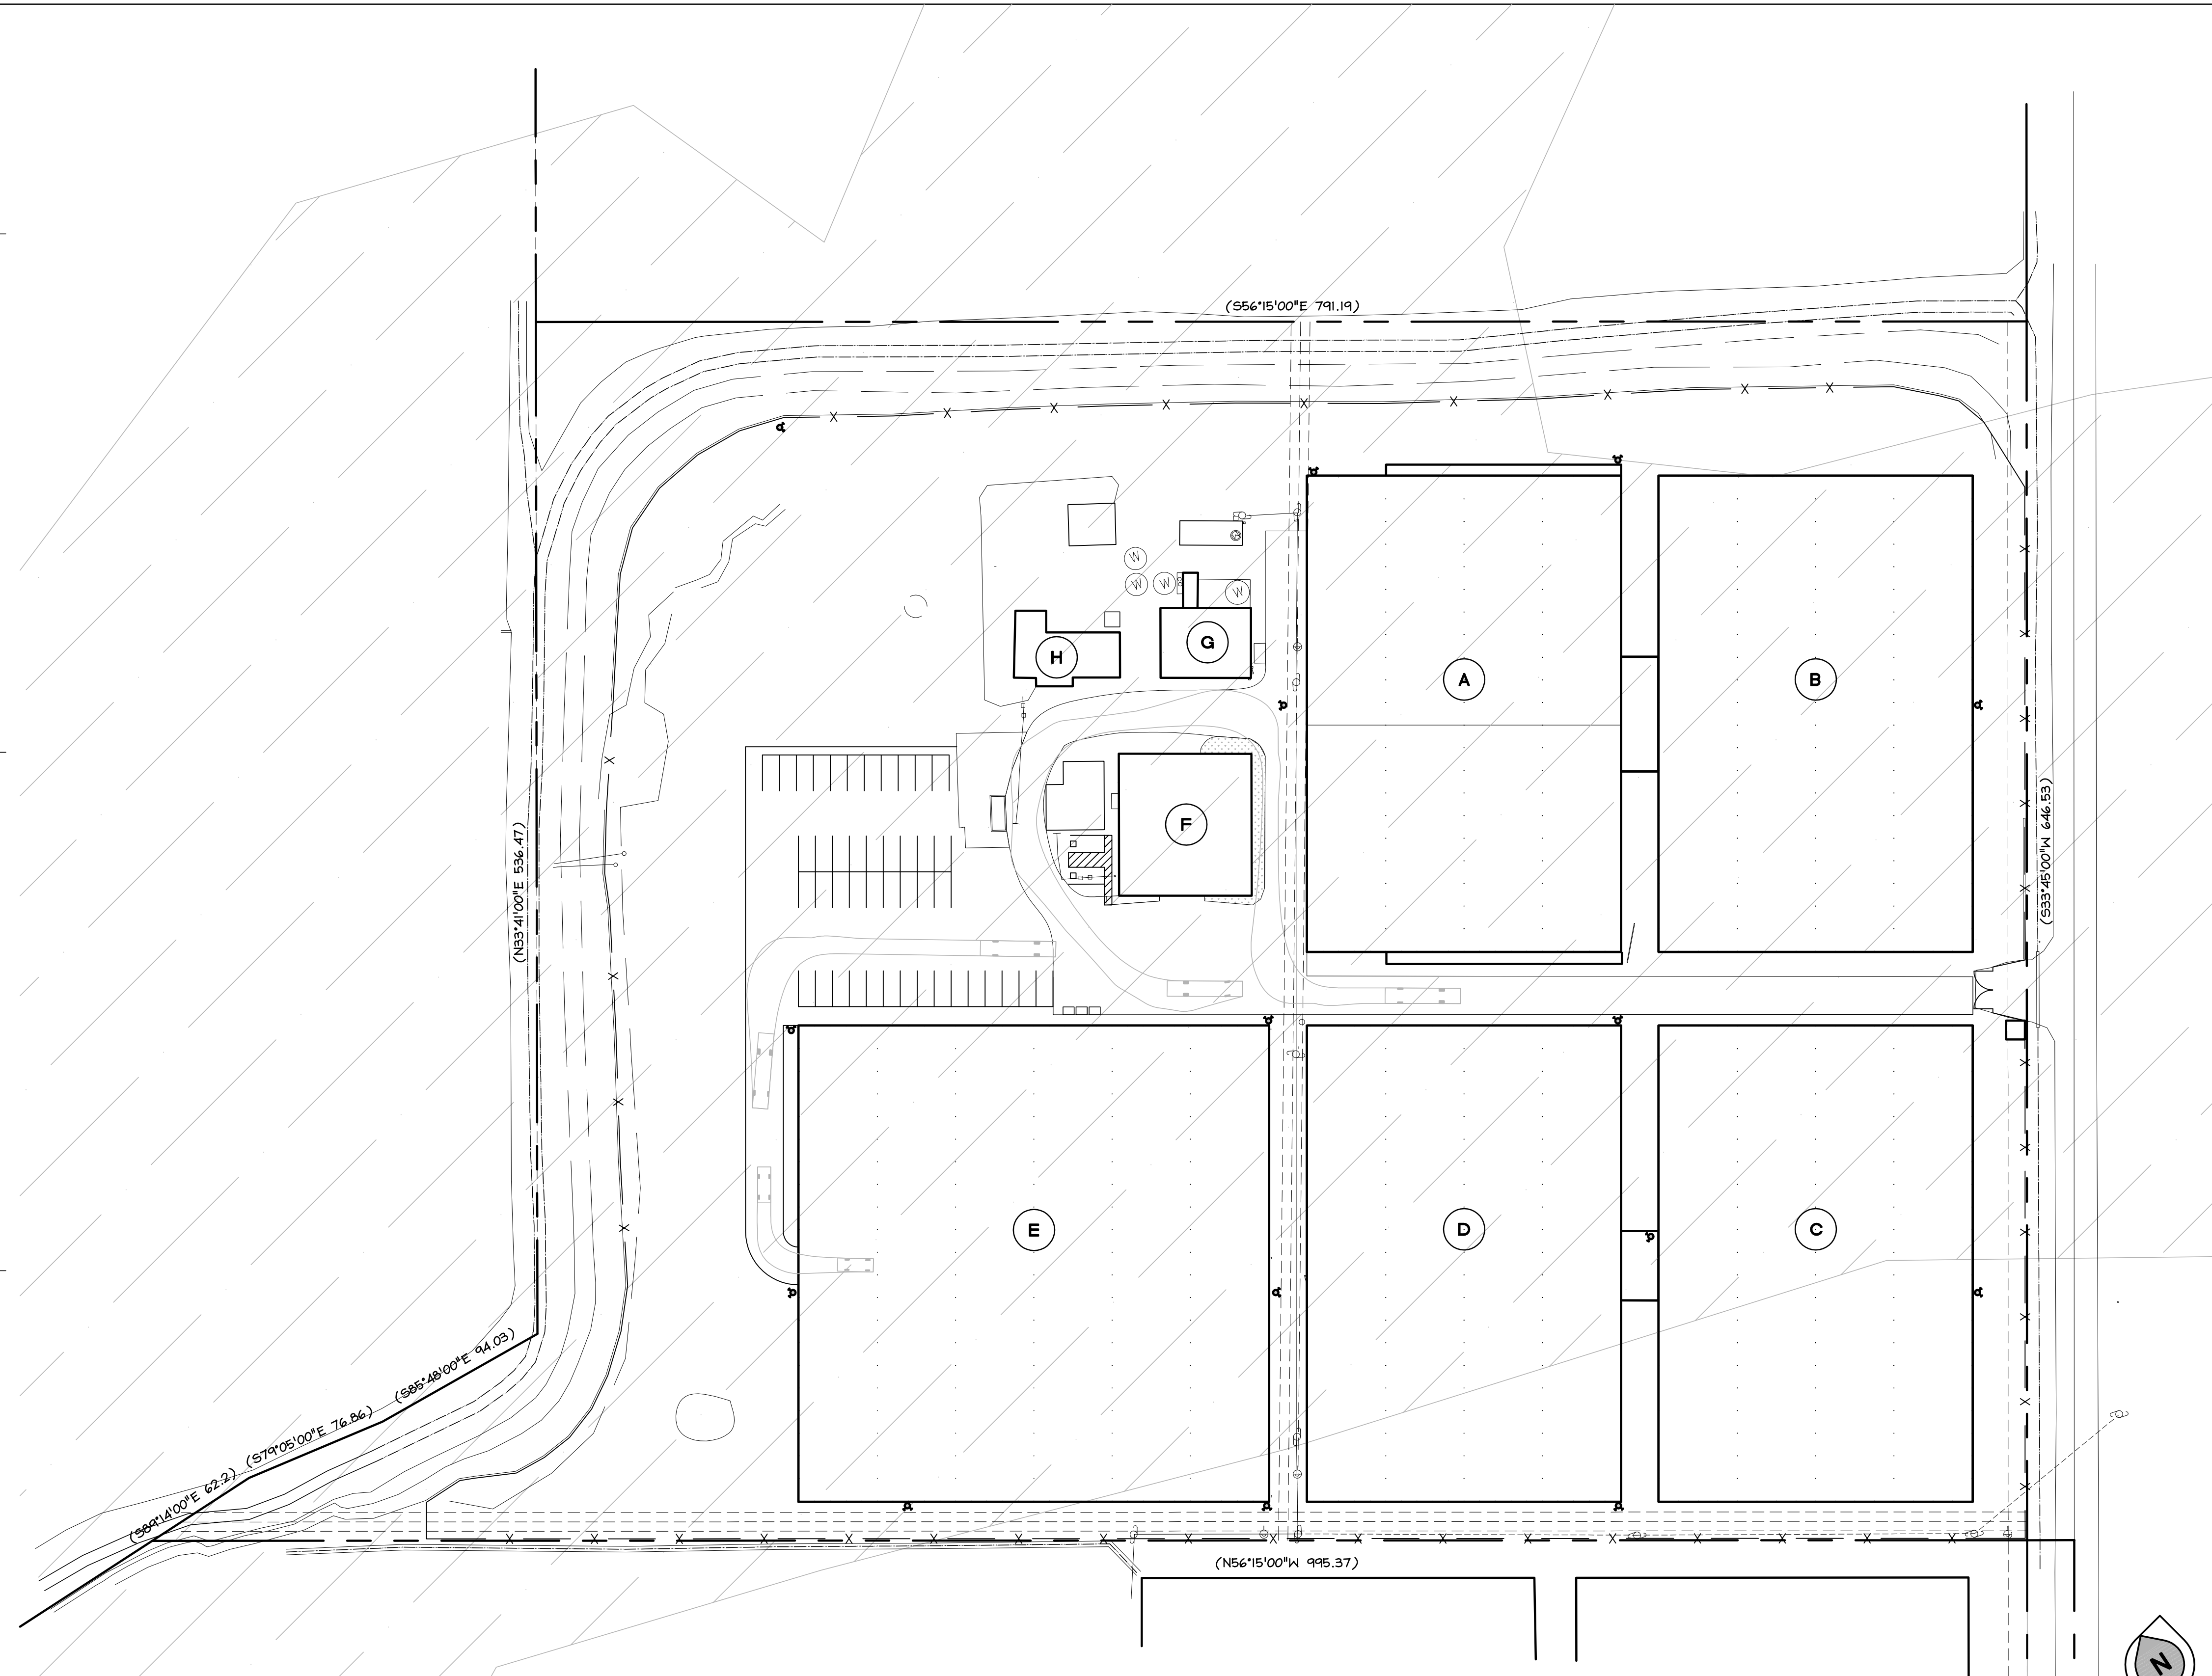 (S56°15'00"E 791.19)
W
W
W
W
H
G
A
B
F
(N33°41'00"E 536.47)
(S33°45'00"W 646.53)
E
D
C
(S85°48'00"E 94.03)
(S79°05'00"E 76.86)
(S89°14'00"E 62.2)
(N56°15'00"W 995.37)
N